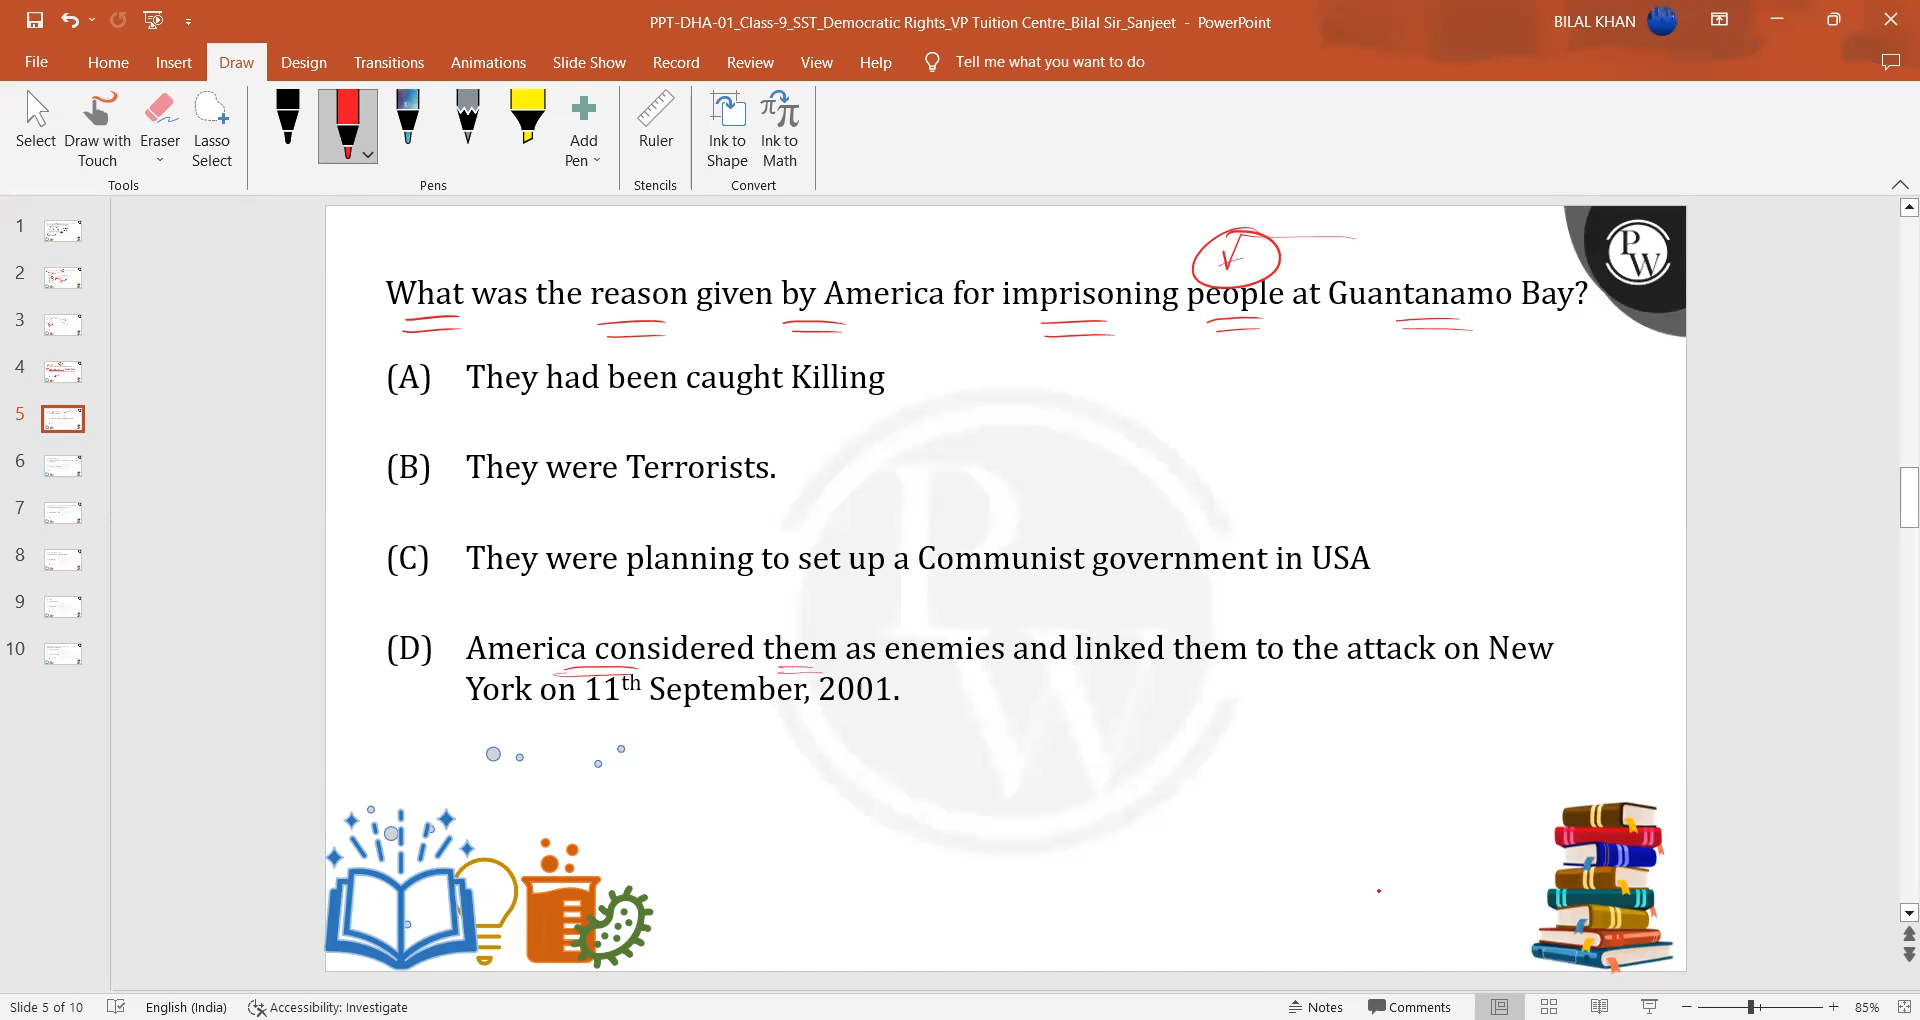 PPT-DHA-01_Class-9_SST_Democratic Rights_VP Tuition Centre_Bilal Sir_Sanjeet - PowerPoint
BILAL KHAN
File Home Insert Draw Design Transitions Animations Slide Show Record Review View Help Tell me what you want to do
Select
Draw with Touch
Eraser
Lasso Select
Add Pen
Ruler
Ink to Shape
Ink to Math
Tools Pens Stencils Convert
1
2
3
4
5
6
7
8
9
10
PW
What was the reason given by America for imprisoning people at Guantanamo Bay?
(A) They had been caught Killing
(B) They were Terrorists.
(C) They were planning to set up a Communist government in USA
(D) America considered them as enemies and linked them to the attack on New
York on 11th September, 2001.
PW
Slide 5 of 10 English (India) Accessibility: Investigate Notes Comments 85%